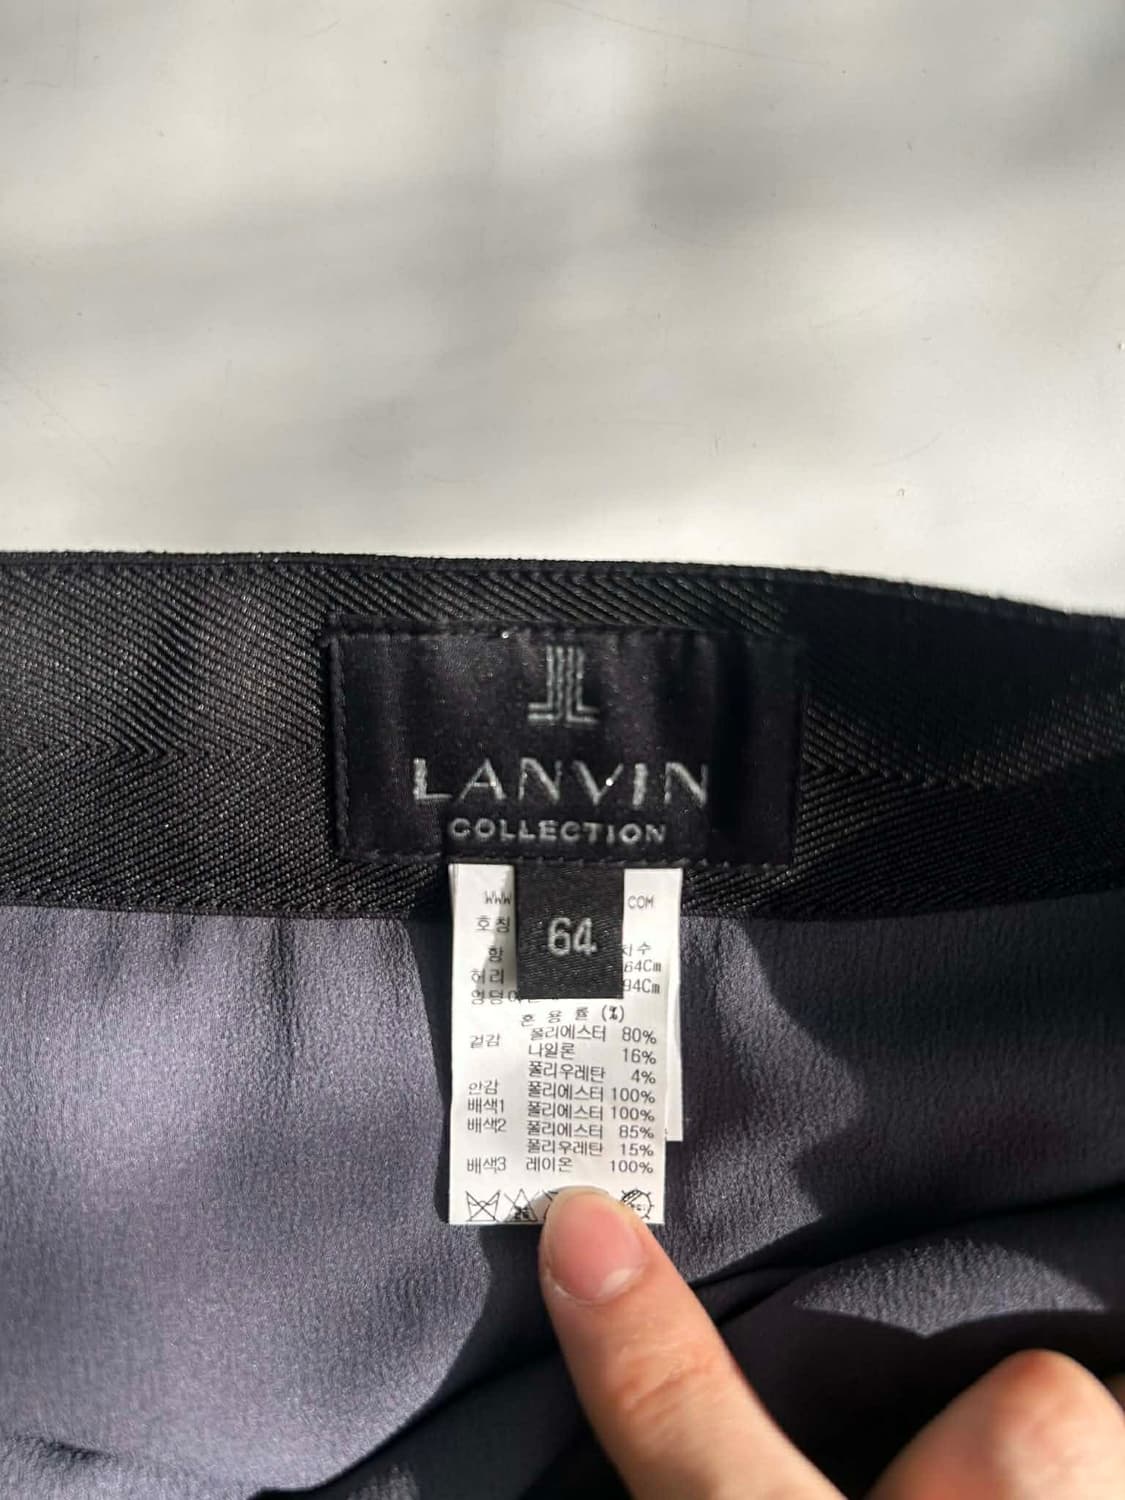 LANVIN
COLLECTION
64
WWW COM
호칭
항 치수
허리 64Cm
94Cm
혼 용 률 (%)
겉감 폴리에스터 80%
나일론 16%
폴리우레탄 4%
안감 폴리에스터 100%
배색1 폴리에스터 100%
배색2 폴리에스터 85%
폴리우레탄 15%
배색3 레이온 100%